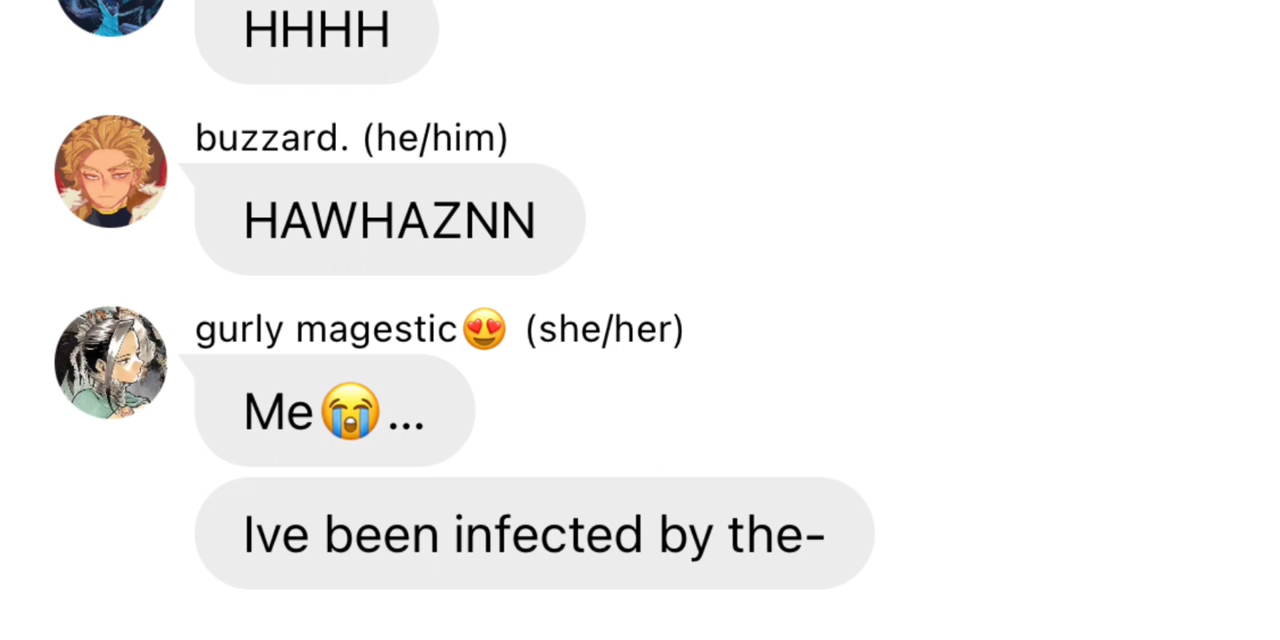 HHHH
buzzard. (he/him)
HAWHAZNN
gurly magestic😍 (she/her)
Me😭...
Ive been infected by the-